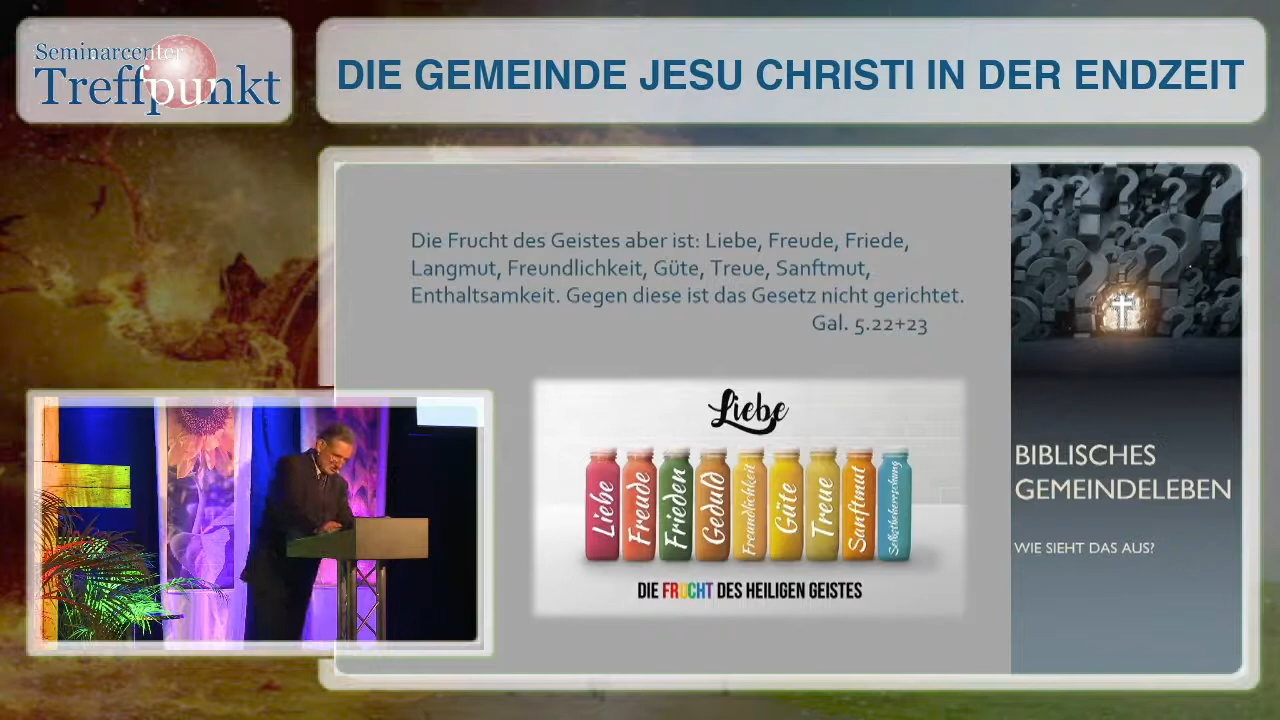 Seminarcenter
Treffpunkt
DIE GEMEINDE JESU CHRISTI IN DER ENDZEIT
Die Frucht des Geistes aber ist: Liebe, Freude, Friede,
Langmut, Freundlichkeit, Güte, Treue, Sanftmut,
Enthaltsamkeit. Gegen diese ist das Gesetz nicht gerichtet.
Gal. 5.22+23
Liebe
Liebe
Freude
Frieden
Geduld
Freundlichkeit
Güte
Treue
Sanftmut
Selbstbeherrschung
DIE FRUCHT DES HEILIGEN GEISTES
BIBLISCHES
GEMEINDELEBEN
WIE SIEHT DAS AUS?